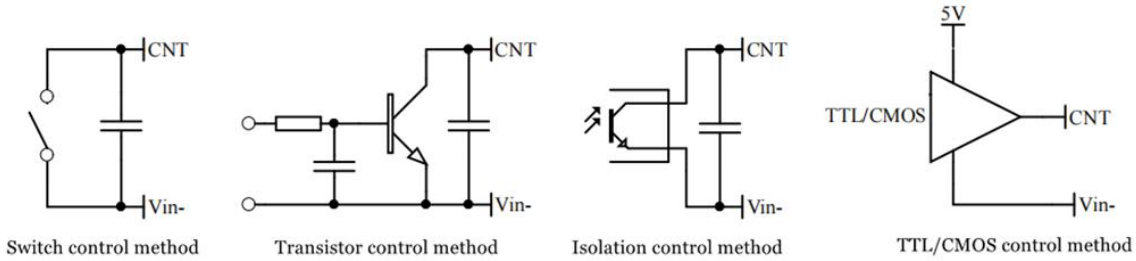 CNT
Vin-
Switch control method
CNT
Vin-
Transistor control method
CNT
Vin-
Isolation control method
5V
TTL/CMOS
CNT
Vin-
TTL/CMOS control method